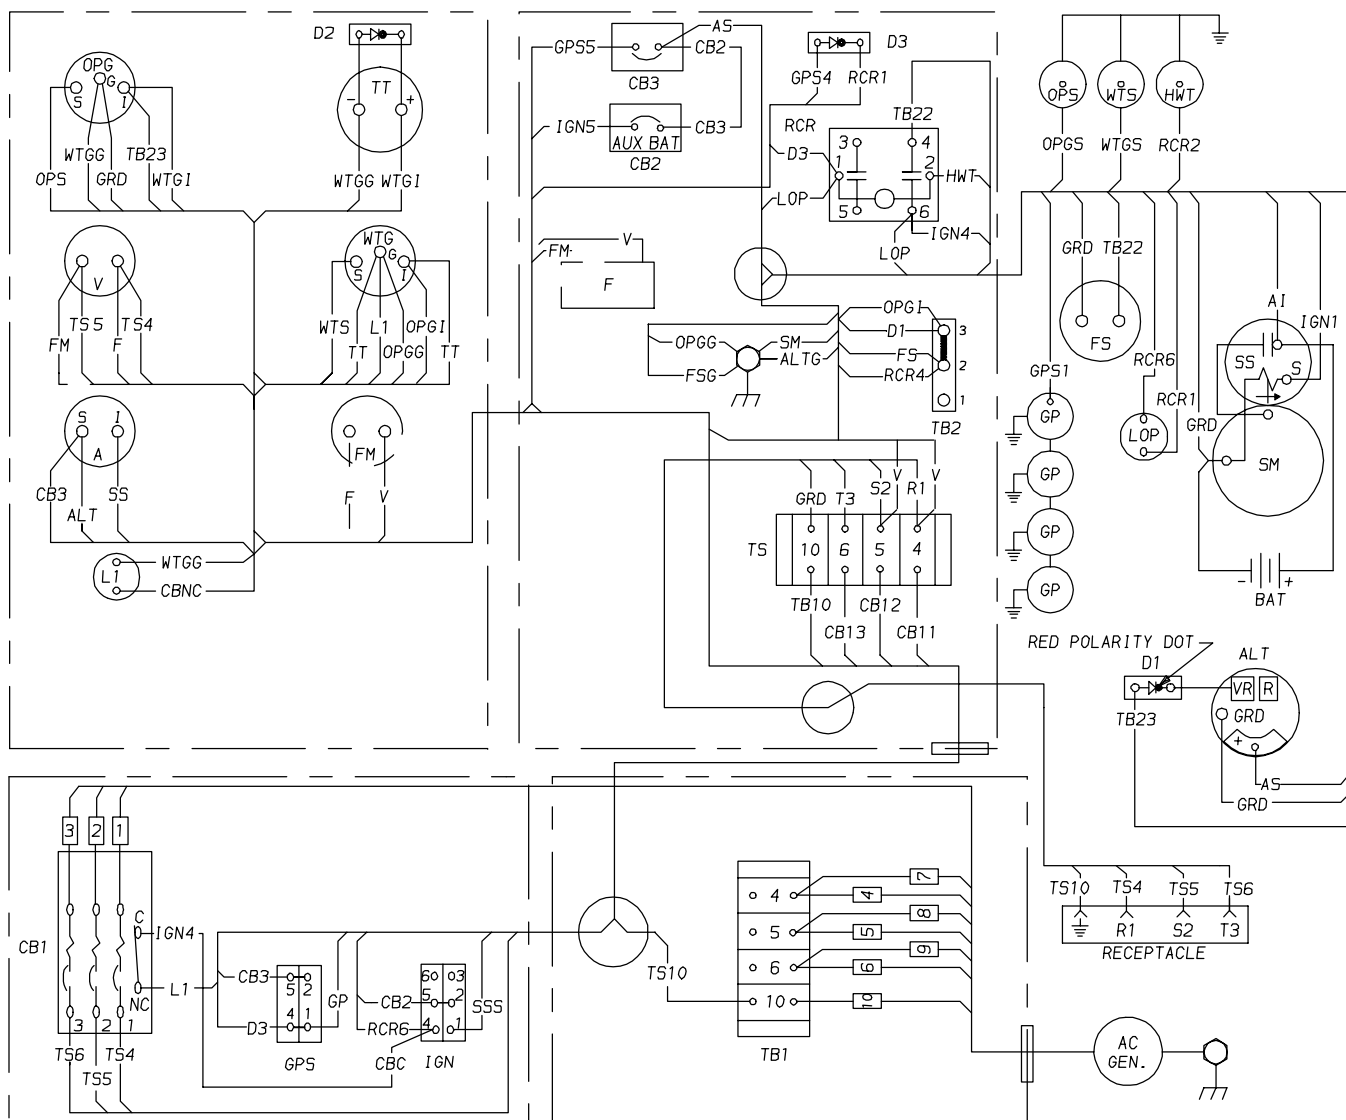 D2
OPG
G
S
I
WTGG
TB23
OPS
GRD
WTGI
TT
-
+
WTGG
WTGI
V
TS5
TS4
FM
F
WTG
G
S
I
WTS
L1
OPGI
TT
OPGG
TT
S
I
A
CB3
SS
ALT
FM
F
V
L1
WTGG
CBNC
GPS5
AS
CB2
CB3
IGN5
AUX BAT
CB3
CB2
D3
GPS4
RCR1
RCR
TB22
3
4
D3
1
2
HWT
LOP
5
6
IGN4
LOP
V
FM
F
OPGG
SM
ALTG
FSG
OPGI
D1
3
FS
2
RCR4
1
TB2
GRD
T3
S2
V
R1
V
TS
10
6
5
4
TB10
CB12
CB13
CB11
OPS
WTS
HWT
OPGS
WTGS
RCR2
GRD
TB22
FS
GPS1
GP
GP
GP
GP
RCR6
RCR1
LOP
GRD
AI
IGN1
SS
S
SM
-
+
BAT
RED POLARITY DOT
D1
TB23
ALT
VR
R
GRD
+
AS
GRD
3
2
1
CB1
C
IGN4
L1
NC
3
2
1
TS6
TS4
TS5
CB3
5
2
4
1
D3
GPS
GP
6
3
CB2
5
2
RCR6
4
1
CBC
IGN
SSS
TS10
4
5
6
10
TB1
7
4
8
5
9
6
10
TS10
TS4
TS5
TS6
R1
S2
T3
RECEPTACLE
AC
GEN.